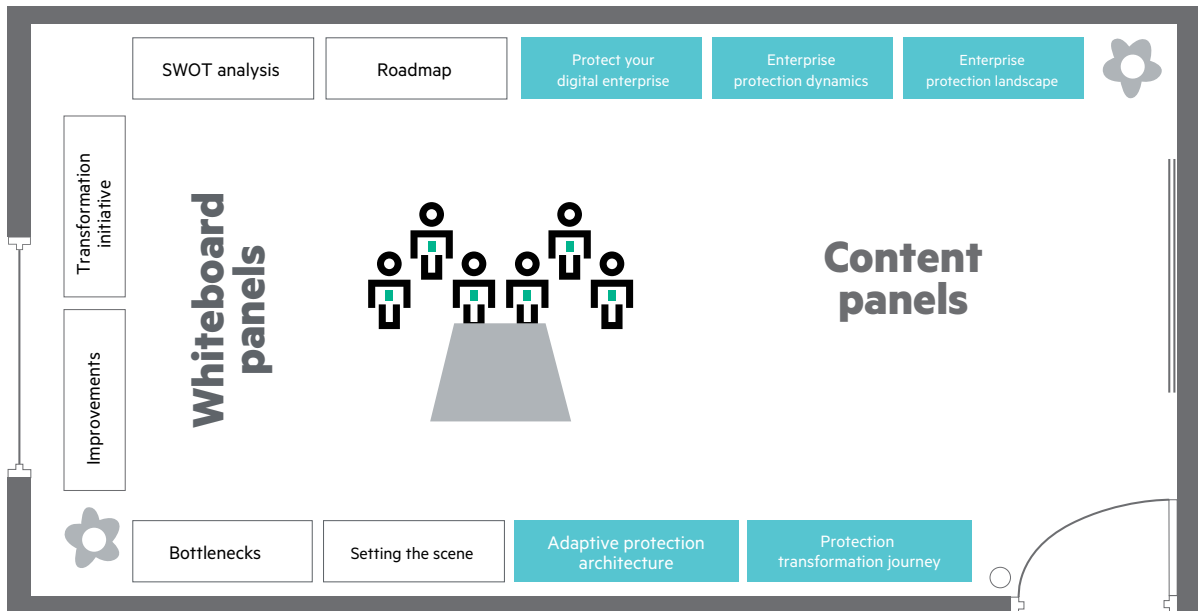 SWOT analysis
Roadmap
Protect your
digital enterprise
Enterprise
protection dynamics
Enterprise
protection landscape
Transformation
initiative
Improvements
Whiteboard
panels
Content
panels
Bottlenecks
Setting the scene
Adaptive protection
architecture
Protection
transformation journey